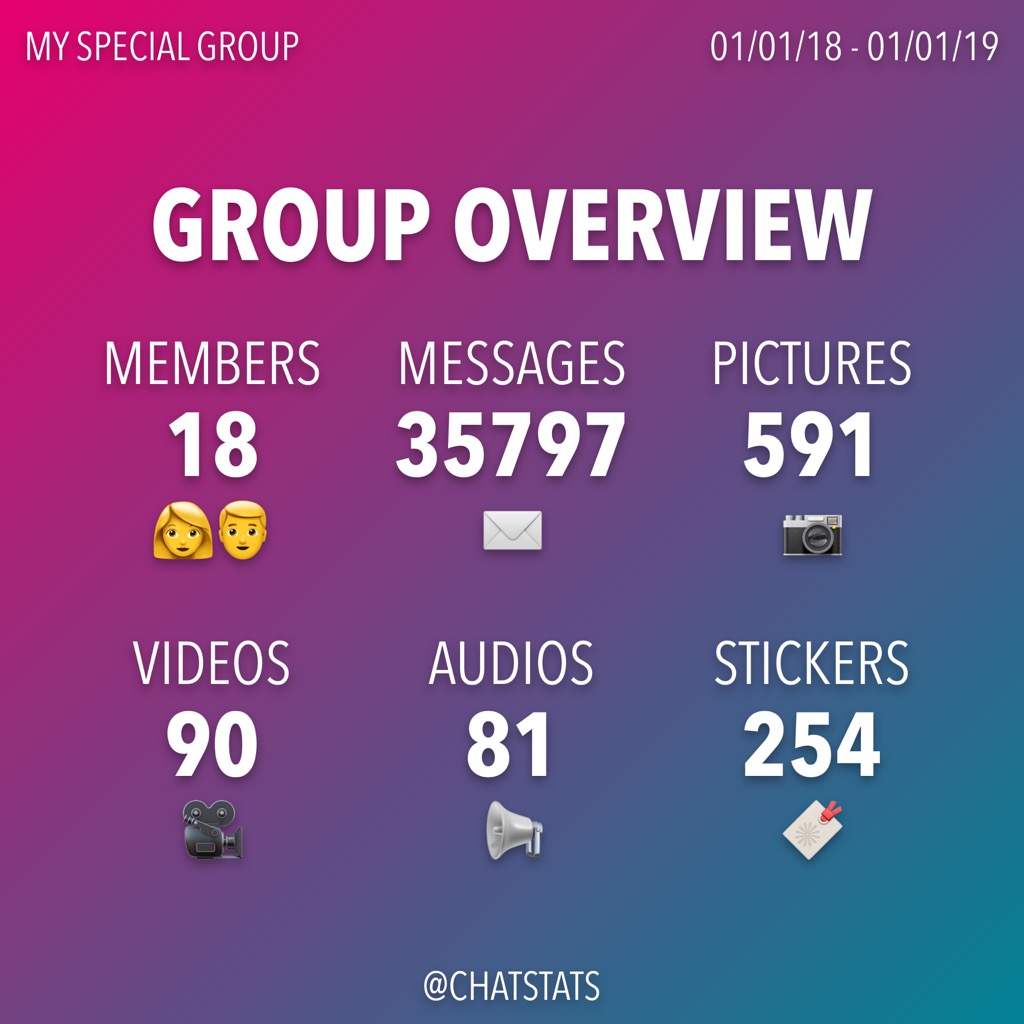 MY SPECIAL GROUP 01/01/18 - 01/01/19
GROUP OVERVIEW
MEMBERS MESSAGES PICTURES
18 35797 591
VIDEOS AUDIOS STICKERS
90 81 254
@CHATSTATS